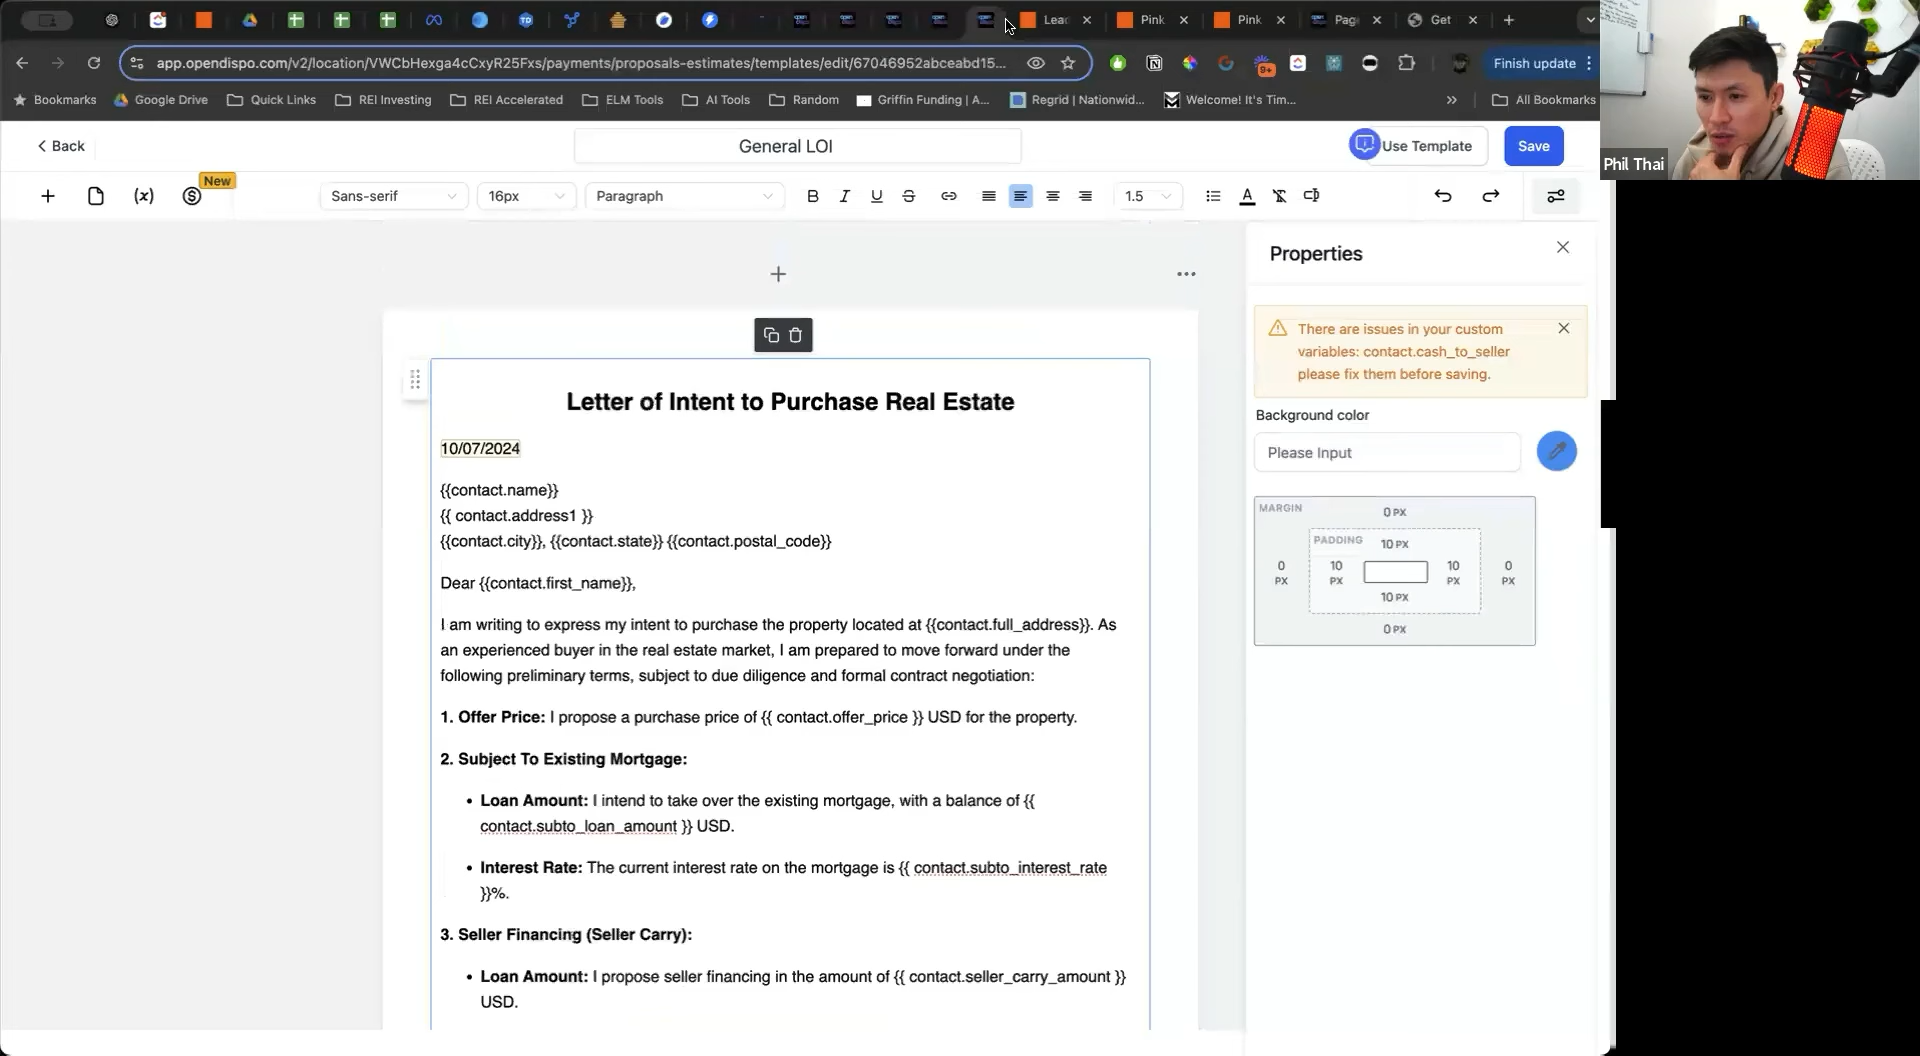 Lead
Pink
Pink
Pag
Get
app.opendispo.com/v2/location/VWCbHexga4cCxyR25Fxs/payments/proposals-estimates/templates/edit/67046952abceabd15...
9+
Finish update
Bookmarks
Google Drive
Quick Links
REI Investing
REI Accelerated
ELM Tools
AI Tools
Random
Griffin Funding | A...
Regrid | Nationwid...
Welcome! It's Tim...
»
All Bookmarks
Phil Thai
Back
General LOI
Use Template
Save
New
Sans-serif
16px
Paragraph
B I U S
1.5
A
Properties
There are issues in your custom
variables: contact.cash_to_seller
please fix them before saving.
Background color
Please Input
MARGIN
0 PX
PADDING
10 PX
0 PX
10 PX
10 PX
0 PX
10 PX
0 PX
Letter of Intent to Purchase Real Estate
10/07/2024
{{contact.name}}
{{ contact.address1 }}
{{contact.city}}, {{contact.state}} {{contact.postal_code}}
Dear {{contact.first_name}},
I am writing to express my intent to purchase the property located at {{contact.full_address}}. As
an experienced buyer in the real estate market, I am prepared to move forward under the
following preliminary terms, subject to due diligence and formal contract negotiation:
1. Offer Price: I propose a purchase price of {{ contact.offer_price }} USD for the property.
2. Subject To Existing Mortgage:
• Loan Amount: I intend to take over the existing mortgage, with a balance of {{
contact.subto_loan_amount }} USD.
• Interest Rate: The current interest rate on the mortgage is {{ contact.subto_interest_rate
}}%.
3. Seller Financing (Seller Carry):
• Loan Amount: I propose seller financing in the amount of {{ contact.seller_carry_amount }}
USD.